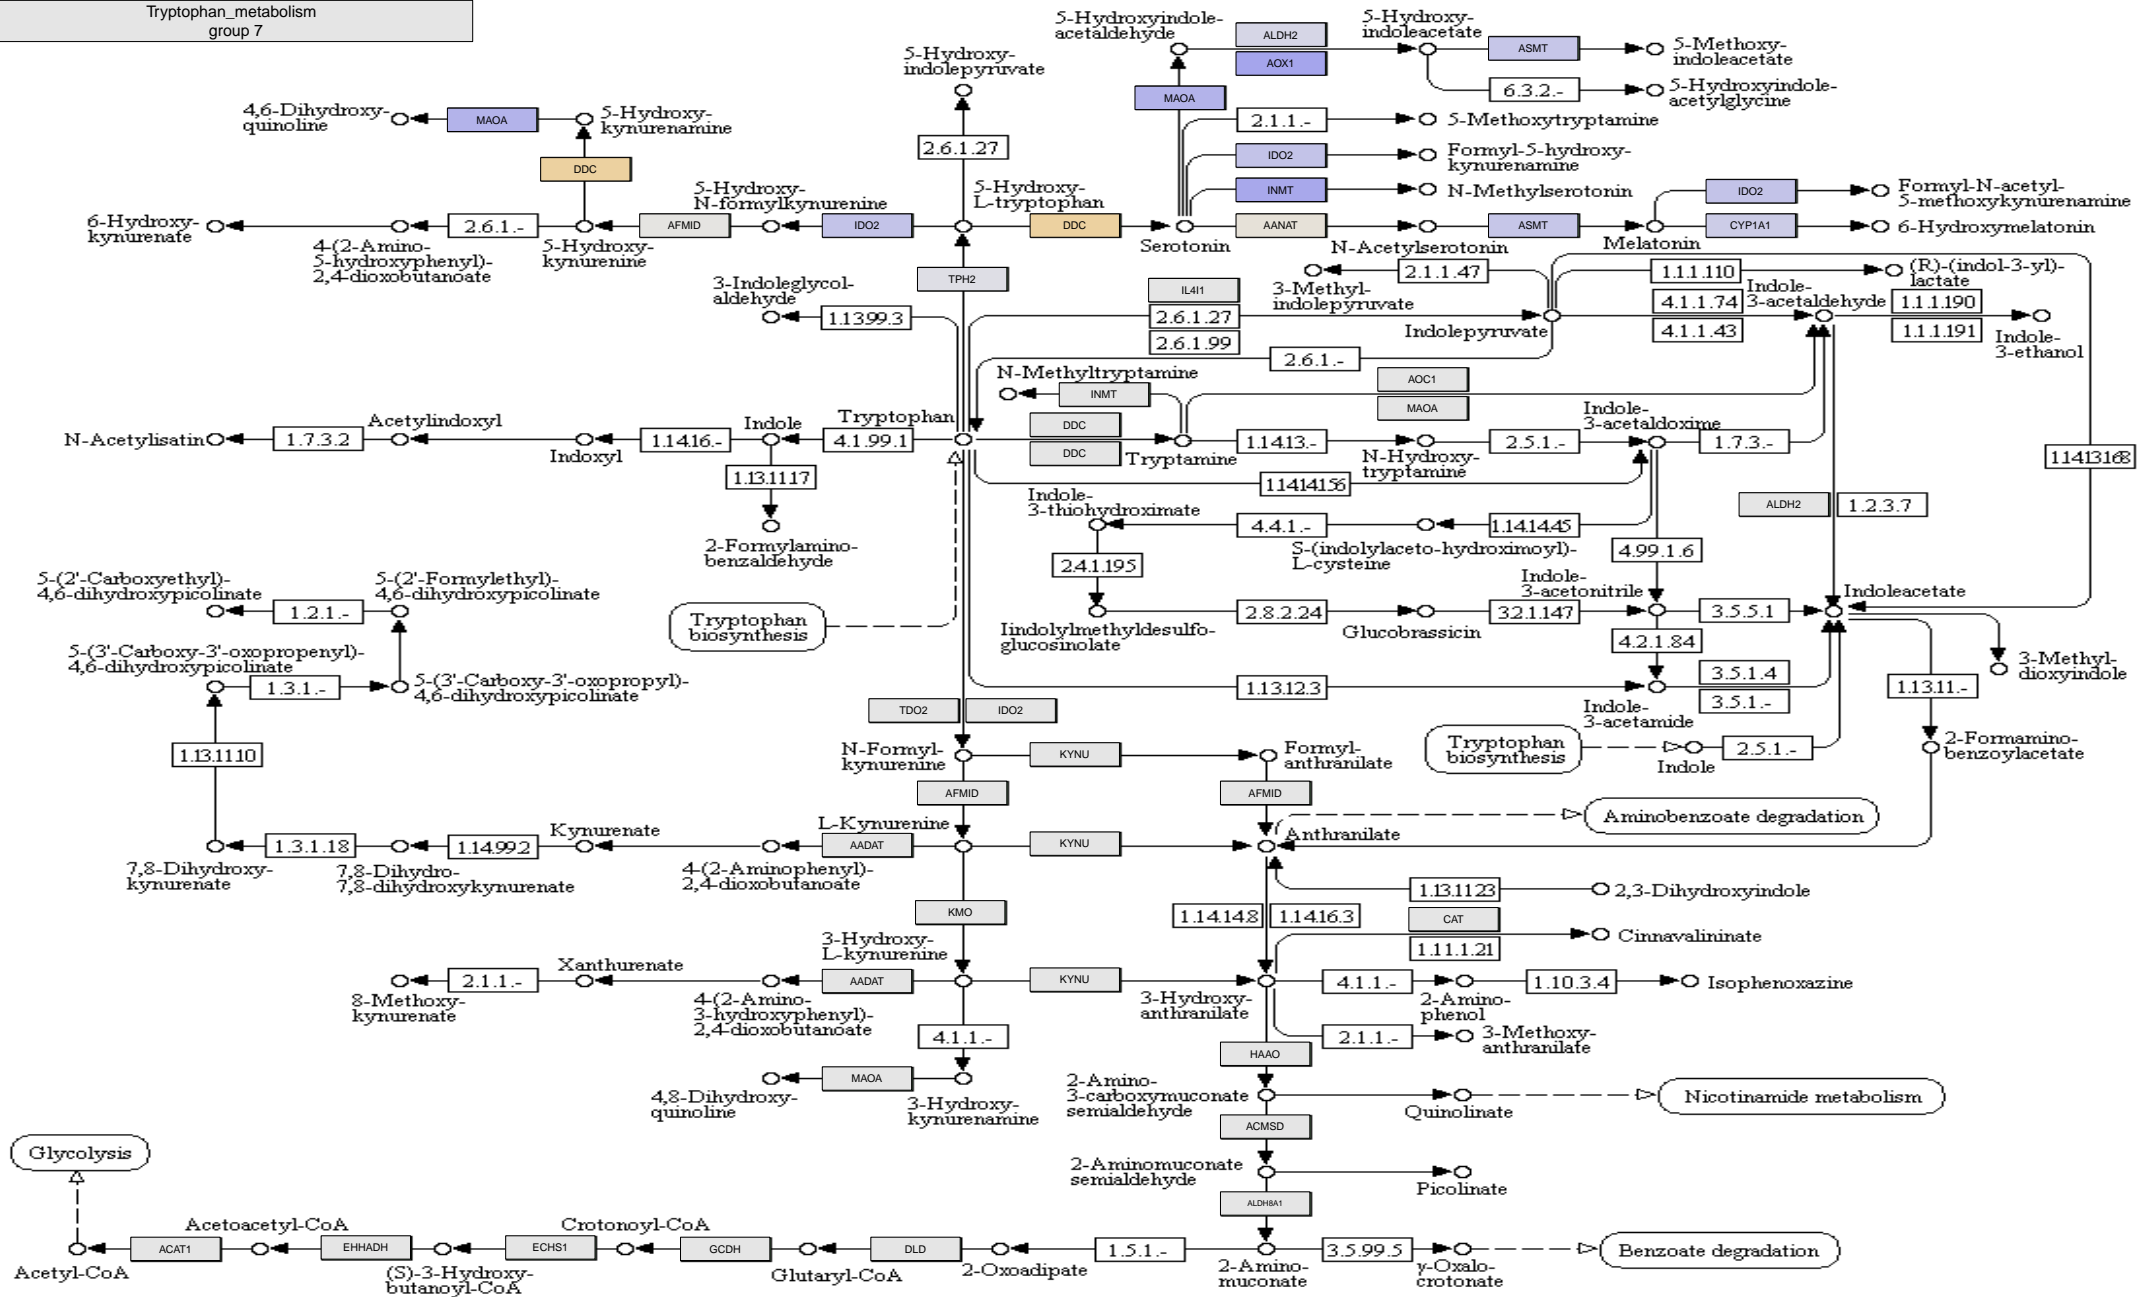 Tryptophan_metabolism
group 7
5-Hydroxyindole-
acetaldehyde
ALDH2
AOX1
5-Hydroxy-
indoleacetate
ASMT
5-Methoxy-
indoleacetate
6.3.2.-
5-Hydroxyindole-
acetylglycine
5-Hydroxy-
indolepyruvate
MAOA
4,6-Dihydroxy-
quinoline
MAOA
5-Hydroxy-
kynurenamine
2.1.1.-
5-Methoxytryptamine
2.6.1.27
DDC
IDO2
Formyl-5-hydroxy-
kynurenamine
INMT
N-Methylserotonin
IDO2
Formyl-N-acetyl-
5-methoxykynurenamine
5-Hydroxy-
N-formylkynurenine
5-Hydroxy-
L-tryptophan
6-Hydroxy-
kynurenate
2.6.1.-
AFMID
IDO2
DDC
AANAT
ASMT
CYP1A1
6-Hydroxymelatonin
4-(2-Amino-
5-hydroxyphenyl)-
2,4-dioxobutanoate
5-Hydroxy-
kynurenine
Serotonin
N-Acetylserotonin
Melatonin
TPH2
3-Indoleglycol-
aldehyde
1.13.99.3
IL4I1
2.6.1.27
2.6.1.99
3-Methyl-
indolepyruvate
2.1.1.47
1.1.1.110
(R)-(indol-3-yl)-
lactate
Indolepyruvate
4.1.1.74
4.1.1.43
Indole-
3-acetaldehyde
1.1.1.190
1.1.1.191
Indole-
3-ethanol
2.6.1.-
N-Methyltryptamine
INMT
AOC1
MAOA
N-Acetylisatin
1.7.3.2
Acetylindoxyl
Indoxyl
1.14.16.-
Indole
4.1.99.1
Tryptophan
DDC
DDC
Tryptamine
1.14.13.-
N-Hydroxy-
tryptamine
2.5.1.-
Indole-
3-acetaldoxime
1.7.3.-
1.14.13.168
1.13.11.17
1.14.14.156
2-Formylamino-
benzaldehyde
Indole-
3-thiohydroximate
4.4.1.-
1.14.14.45
S-(indolylaceto-hydroximoyl)-
L-cysteine
ALDH2
1.2.3.7
2.4.1.195
4.99.1.6
Indole-
3-acetonitrile
Iindolylmethyldesulfo-
glucosinolate
2.8.2.24
Glucobrassicin
3.2.1.147
3.5.5.1
Indoleacetate
4.2.1.84
5-(2'-Carboxyethyl)-
4,6-dihydroxypicolinate
1.2.1.-
5-(2'-Formylethyl)-
4,6-dihydroxypicolinate
Tryptophan
biosynthesis
5-(3'-Carboxy-3'-oxopropenyl)-
4,6-dihydroxypicolinate
1.3.1.-
5-(3'-Carboxy-3'-oxopropyl)-
4,6-dihydroxypicolinate
1.13.12.3
3.5.1.4
3.5.1.-
Indole-
3-acetamide
3-Methyl-
dioxyindole
1.13.11.-
TDO2
IDO2
1.13.11.10
N-Formyl-
kynurenine
KYNU
Formyl-
anthranilate
Tryptophan
biosynthesis
Indole
2.5.1.-
2-Formamino-
benzoylacetate
AFMID
AFMID
Aminobenzoate degradation
7,8-Dihydroxy-
kynurenate
1.3.1.18
7,8-Dihydro-
7,8-dihydroxykynurenate
1.14.99.2
Kynurenate
4-(2-Aminophenyl)-
2,4-dioxobutanoate
AADAT
L-Kynurenine
KYNU
Anthranilate
1.13.11.23
2,3-Dihydroxyindole
KMO
1.14.14.8
1.14.16.3
CAT
1.11.1.21
Cinnavalininate
8-Methoxy-
kynurenate
2.1.1.-
Xanthurenate
4-(2-Amino-
3-hydroxyphenyl)-
2,4-dioxobutanoate
AADAT
3-Hydroxy-
L-kynurenine
KYNU
3-Hydroxy-
anthranilate
4.1.1.-
2-Amino-
phenol
1.10.3.4
Isophenoxazine
2.1.1.-
3-Methoxy-
anthranilate
4.1.1.-
HAAO
4,8-Dihydroxy-
quinoline
MAOA
3-Hydroxy-
kynurenamine
2-Amino-
3-carboxymuconate
semialdehyde
Quinolinate
Nicotinamide metabolism
ACMSD
2-Aminomuconate
semialdehyde
Picolinate
ALDH8A1
Glycolysis
Acetyl-CoA
ACAT1
Acetoacetyl-CoA
EHHADH
(S)-3-Hydroxy-
butanoyl-CoA
ECHS1
Crotonoyl-CoA
GCDH
Glutaryl-CoA
DLD
2-Oxoadipate
1.5.1.-
2-Amino-
muconate
3.5.99.5
γ-Oxalo-
crotonate
Benzoate degradation